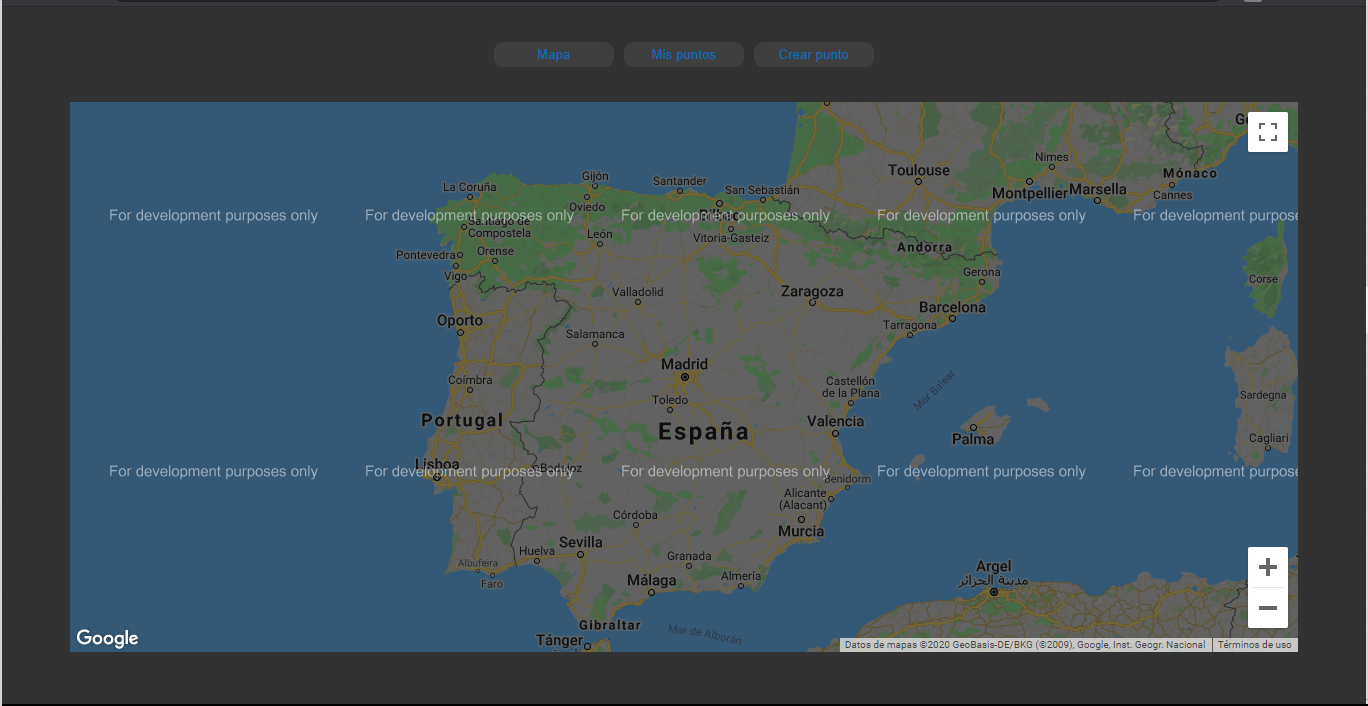 Mapa
Mis puntos
Crear punto
Toulouse
Nimes
Mónaco
Montpellier
Marsella
Cannes
La Coruña
Gijón
Santander
San Sebastián
For development purposes only
For development purposes only
For development purposes only
For development purposes only
For development purpose
Oviedo
Bilbao
Santiago de
Compostela
León
Vitoria-Gasteiz
Andorra
Pontevedra
Orense
Vigo
Gerona
Corse
Valladolid
Zaragoza
Barcelona
Oporto
Tarragona
Salamanca
Madrid
Coímbra
Castellón
de la Plana
Mar Balear
Toledo
Sardegna
Portugal
España
Valencia
Palma
Cagliari
Lisboa
Badajoz
For development purposes only
For development purposes only
For development purposes only
For development purposes only
For development purpose
Benidorm
Alicante
(Alacant)
Córdoba
Murcia
Sevilla
Huelva
Granada
Albufeira
Faro
Málaga
Almería
Argel
مدينة الجزائر
Gibraltar
Mar de Alborán
Tánger
Google
Datos de mapas ©2020 GeoBasis-DE/BKG (©2009), Google, Inst. Geogr. Nacional
Términos de uso